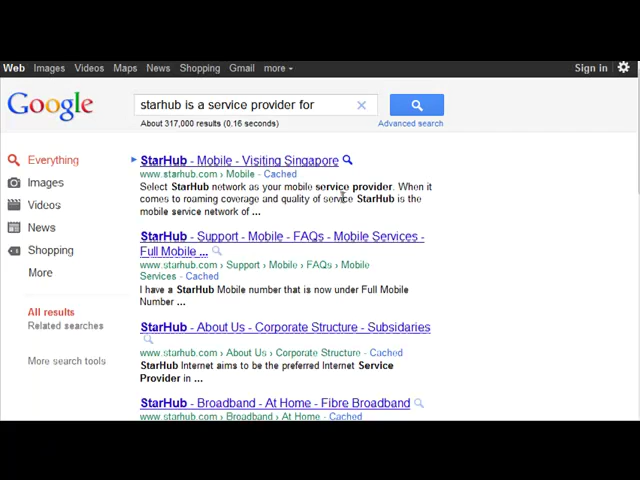 Web Images Videos Maps News Shopping Gmail more Sign in
Google
starhub is a service provider for
About 317,000 results (0.16 seconds) Advanced search
Everything
Images
Videos
News
Shopping
More
All results
Related searches
More search tools
StarHub - Mobile - Visiting Singapore
www.starhub.com › Mobile - Cached
Select StarHub network as your mobile service provider. When it
comes to roaming coverage and quality of service StarHub is the
mobile service network of ...
StarHub - Support - Mobile - FAQs - Mobile Services -
Full Mobile ...
www.starhub.com › Support › Mobile › FAQs › Mobile
Services - Cached
I have a StarHub Mobile number that is now under Full Mobile
Number ...
StarHub - About Us - Corporate Structure - Subsidaries
www.starhub.com › About Us › Corporate Structure - Cached
StarHub Internet aims to be the preferred Internet Service
Provider in ...
StarHub - Broadband - At Home - Fibre Broadband
www.starhub.com › Broadband › At Home - Cached